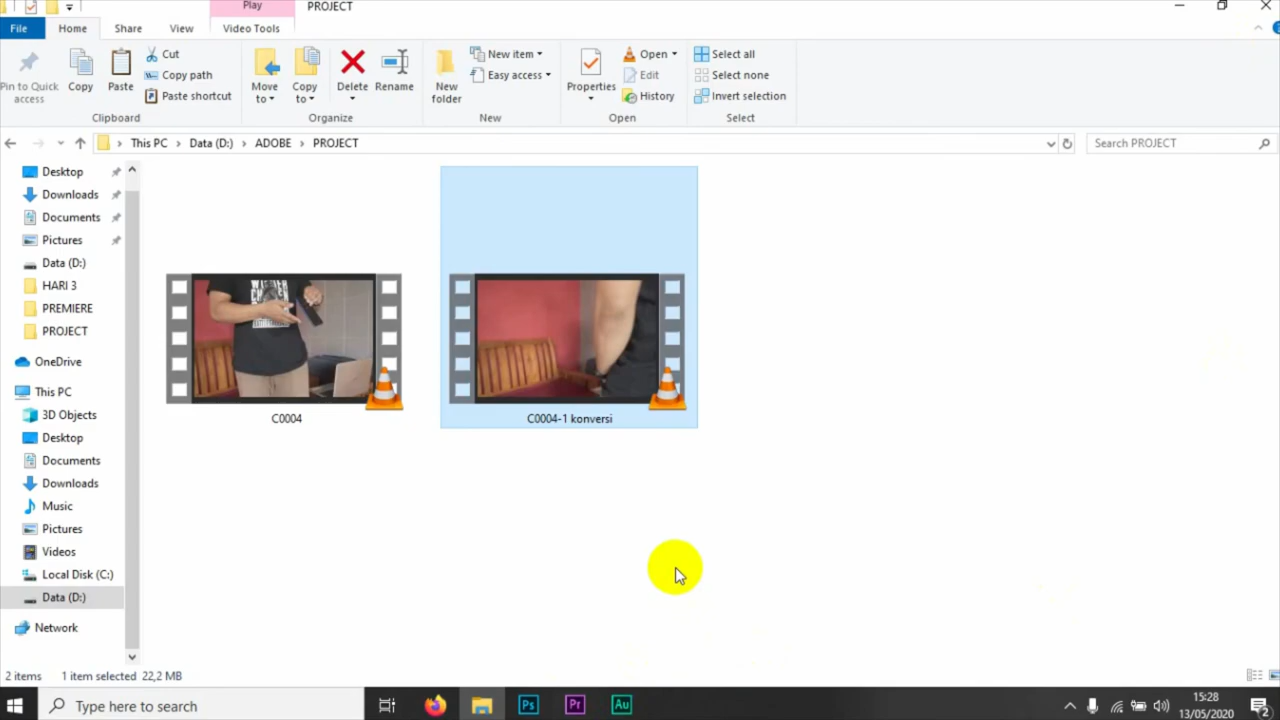 Play
PROJECT
File
Home
Share
View
Video Tools
Pin to Quick access
Copy
Paste
Cut
Copy path
Paste shortcut
Clipboard
Move to
Copy to
Delete
Rename
Organize
New folder
New item
Easy access
New
Properties
Open
Edit
History
Open
Select all
Select none
Invert selection
Select
This PC
Data (D:)
ADOBE
PROJECT
Search PROJECT
Desktop
Downloads
Documents
Pictures
Data (D:)
HARI 3
PREMIERE
PROJECT
OneDrive
This PC
3D Objects
Desktop
Documents
Downloads
Music
Pictures
Videos
Local Disk (C:)
Data (D:)
Network
C0004
C0004-1 konversi
2 items
1 item selected 22,2 MB
Type here to search
Ps
Pr
Au
15:28
13/05/2020
2